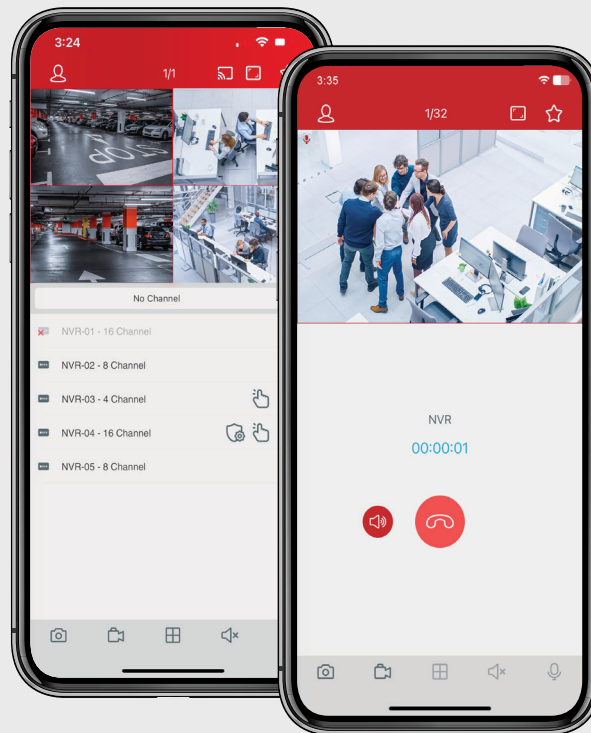 3:24
1/1
STOP
No Channel
NVR-01 - 16 Channel
NVR-02 - 8 Channel
NVR-03 - 4 Channel
NVR-04 - 16 Channel
NVR-05 - 8 Channel
3:35
1/32
NVR
00:00:01